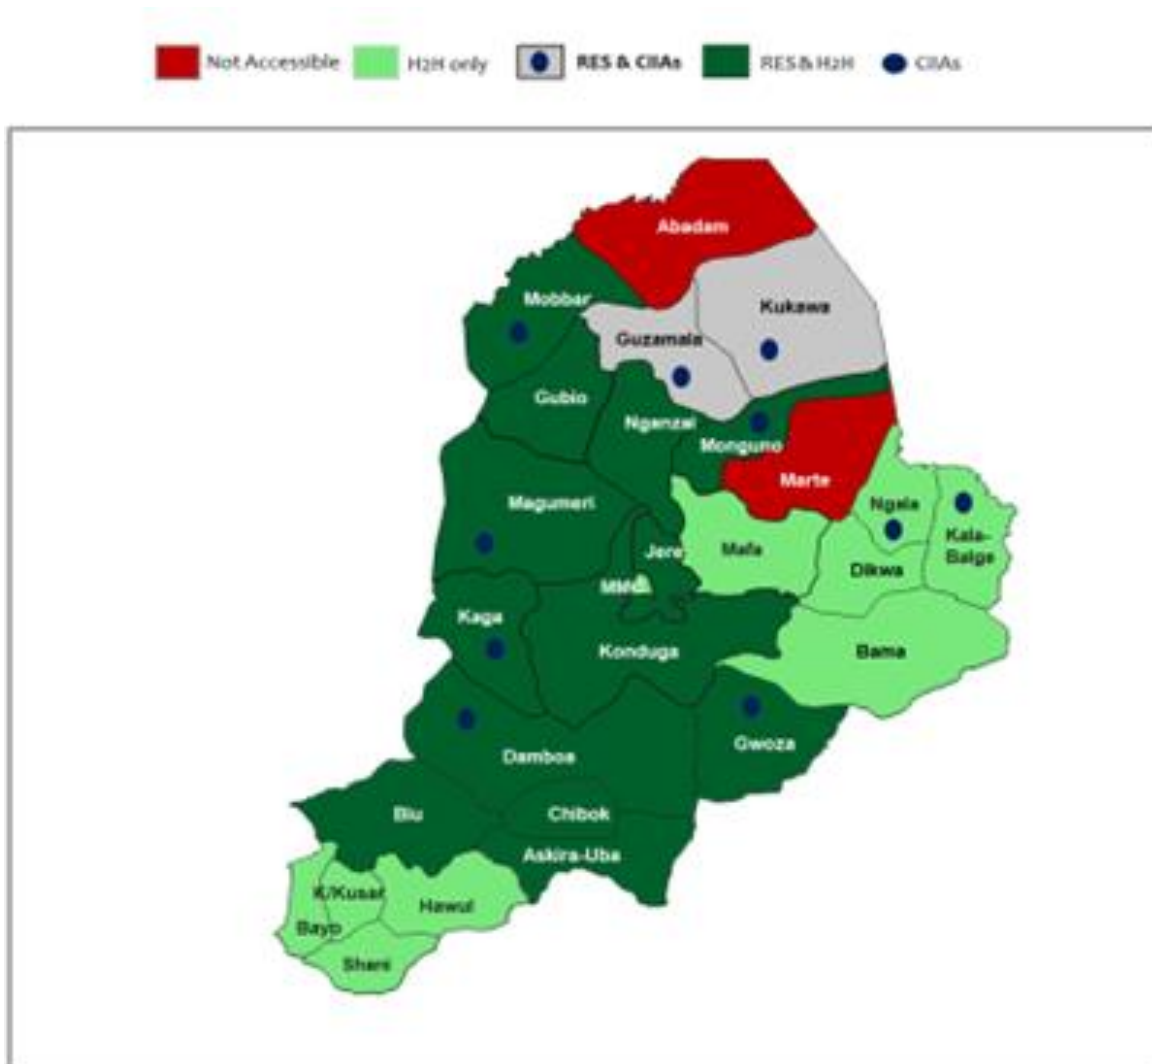 Not Accessible H2H only RES & CIIAs RES & H2H CIIAs
Abadam
Mobbar
Kukawa
Guzamala
Gubio
Nganzai
Monguno
Marte
Magumeri
Ngala
Kala-
Balge
Jere
Mafa
Dikwa
MMC
Kaga
Konduga
Bama
Gwoza
Damboa
Biu
Chibok
Askira-Uba
K/Kusar
Hawul
Bayo
Shani